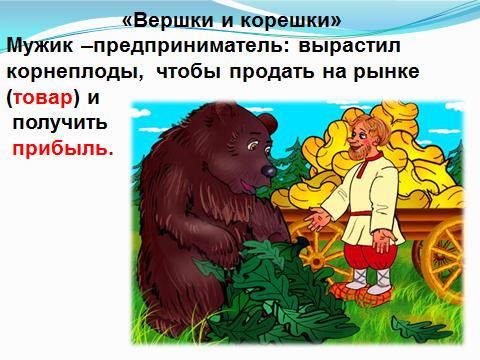 «Вершки и корешки»
Мужик –предприниматель: вырастил
корнеплоды, чтобы продать на рынке
(товар) и
получить
прибыль.